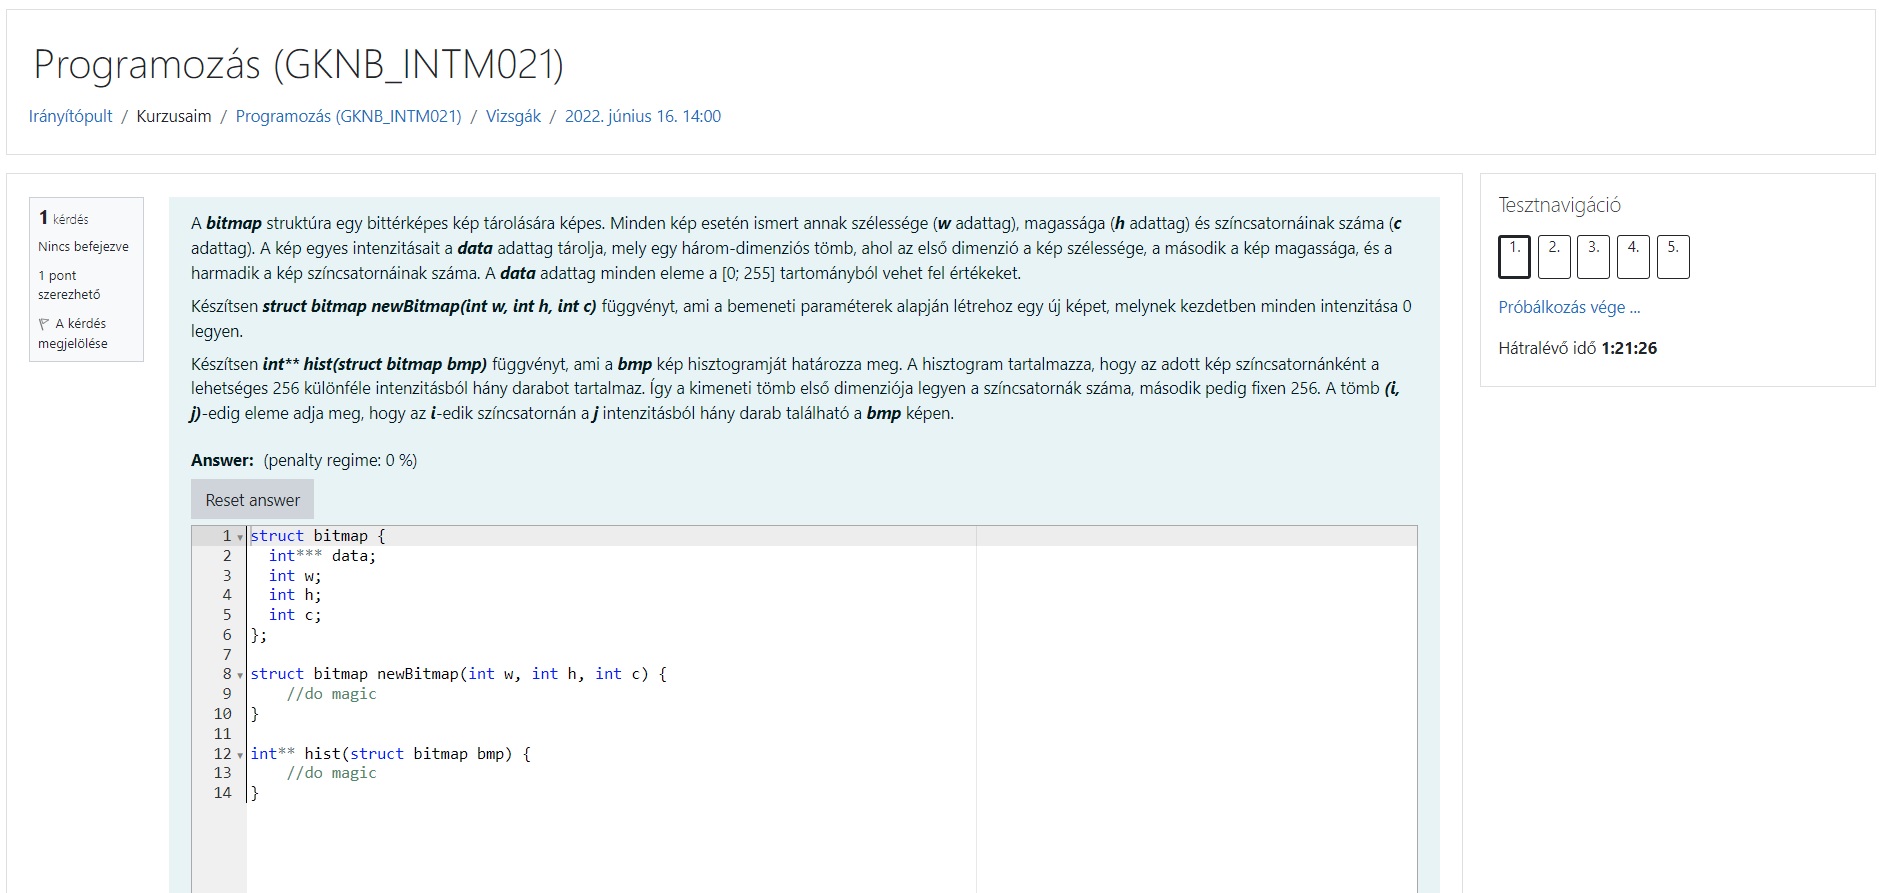 Programozás (GKNB_INTM021)
Irányítópult / Kurzusaim / Programozás (GKNB_INTM021) / Vizsgák / 2022. június 16. 14:00
1 kérdés
Nincs befejezve
1 pont
szerezhető
A kérdés
megjelölése
A bitmap struktúra egy bittérképes kép tárolására képes. Minden kép esetén ismert annak szélessége (w adattag), magassága (h adattag) és színcsatornáinak száma (c
adattag). A kép egyes intenzitásait a data adattag tárolja, mely egy három-dimenziós tömb, ahol az első dimenzió a kép szélessége, a második a kép magassága, és a
harmadik a kép színcsatornáinak száma. A data adattag minden eleme a [0; 255] tartományból vehet fel értékeket.
Készítsen struct bitmap newBitmap(int w, int h, int c) függvényt, ami a bemeneti paraméterek alapján létrehoz egy új képet, melynek kezdetben minden intenzitása 0
legyen.
Készítsen int** hist(struct bitmap bmp) függvényt, ami a bmp kép hisztogramját határozza meg. A hisztogram tartalmazza, hogy az adott kép színcsatornánként a
lehetséges 256 különféle intenzitásból hány darabot tartalmaz. Így a kimeneti tömb első dimenziója legyen a színcsatornák száma, második pedig fixen 256. A tömb (i,
j)-edig eleme adja meg, hogy az i-edik színcsatornán a j intenzitásból hány darab található a bmp képen.
Answer: (penalty regime: 0 %)
Reset answer
1 struct bitmap {
2 int*** data;
3 int w;
4 int h;
5 int c;
6 };
7
8 struct bitmap newBitmap(int w, int h, int c) {
9 //do magic
10 }
11
12 int** hist(struct bitmap bmp) {
13 //do magic
14 }
Tesztnavigáció
1. 2. 3. 4. 5.
Próbálkozás vége ...
Hátralévő idő 1:21:26